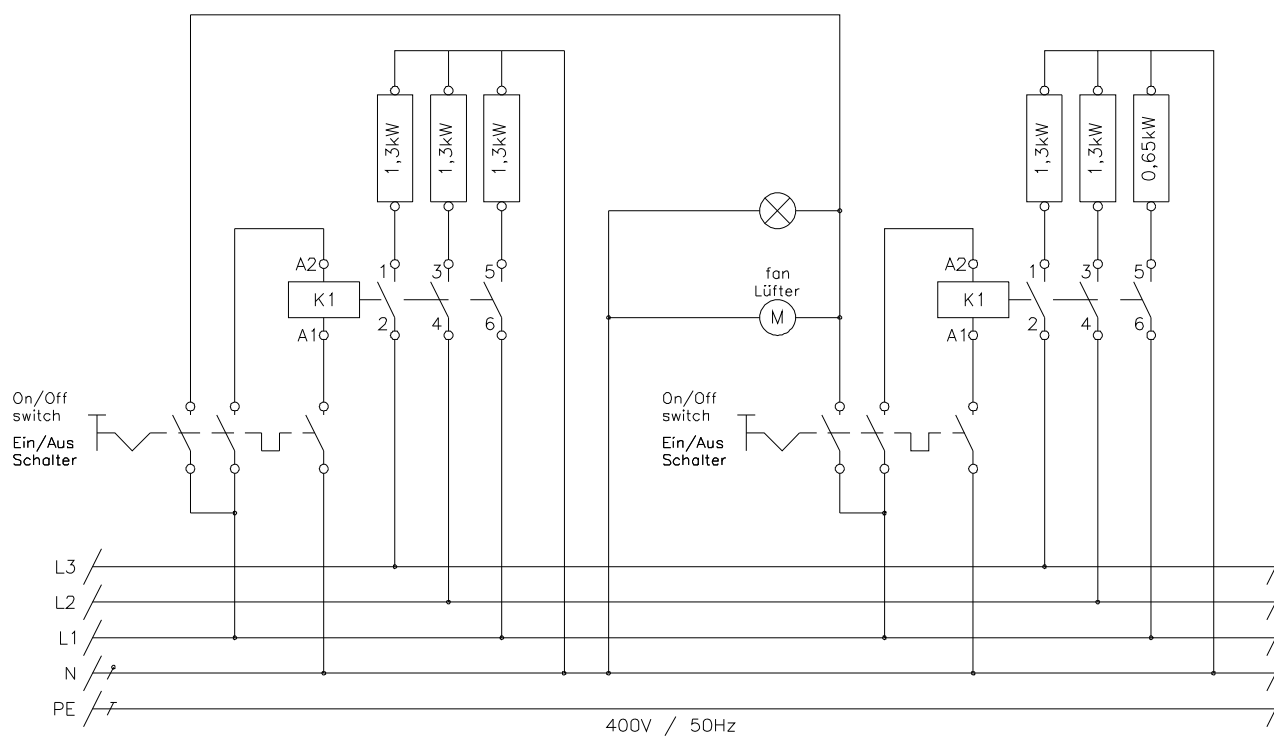 1,3kW
1,3kW
1,3kW
1,3kW
1,3kW
0,65kW
A2
1
3
5
K1
A1
2
4
6
fan
Lüfter
M
A2
1
3
5
K1
A1
2
4
6
On/Off
switch
Ein/Aus
Schalter
On/Off
switch
Ein/Aus
Schalter
L3
L2
L1
N
PE
400V / 50Hz